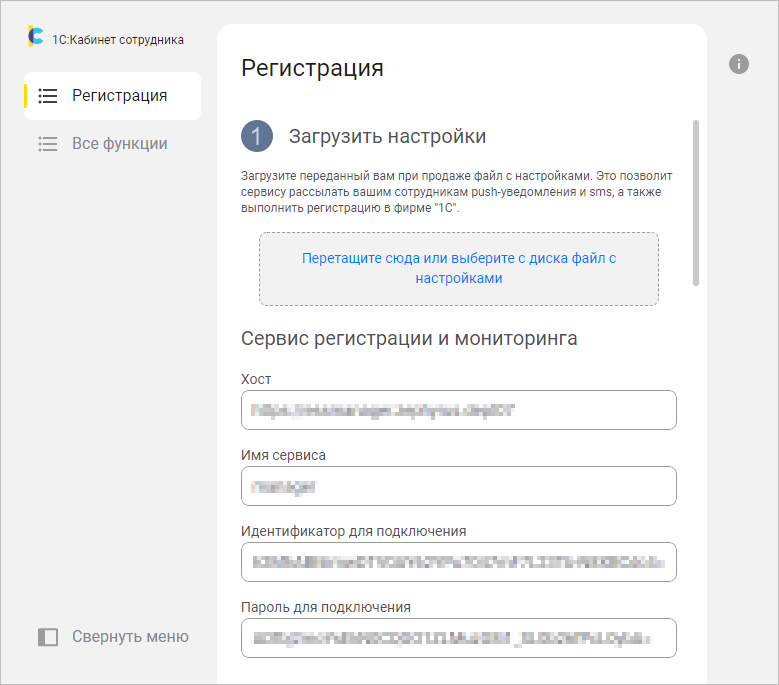 1С:Кабинет сотрудника
Регистрация
Все функции
Свернуть меню
Регистрация
1 Загрузить настройки
Загрузите переданный вам при продаже файл с настройками. Это позволит
сервису рассылать вашим сотрудникам push-уведомления и sms, а также
выполнить регистрацию в фирме "1С".
Перетащите сюда или выберите с диска файл с
настройками
Сервис регистрации и мониторинга
Хост
Имя сервиса
Идентификатор для подключения
Пароль для подключения